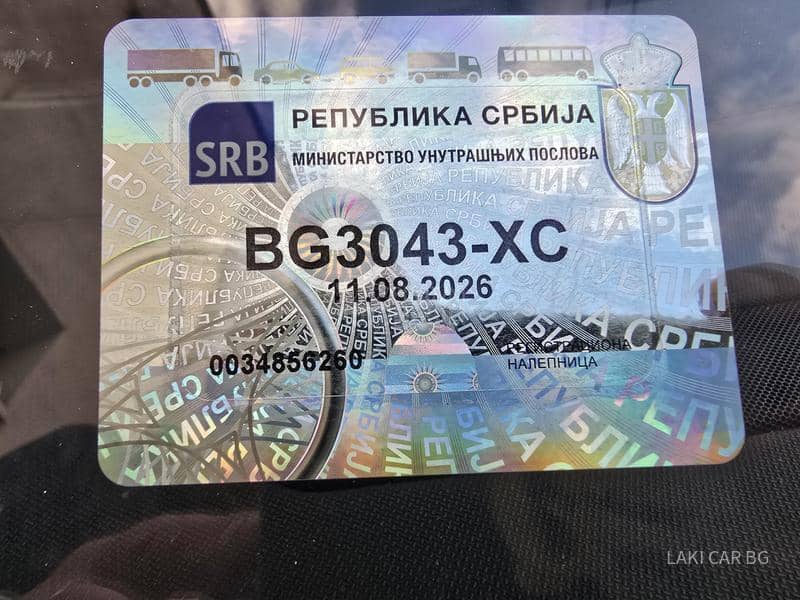 РЕПУБЛИКА СРБИЈА
SRB
МИНИСТАРСТВО УНУТРАШЊИХ ПОСЛОВА
BG3043-XC
11.08.2026
РЕГИСТРАЦИОНА
0034856260
НАЛЕПНИЦА
LAKI CAR BG